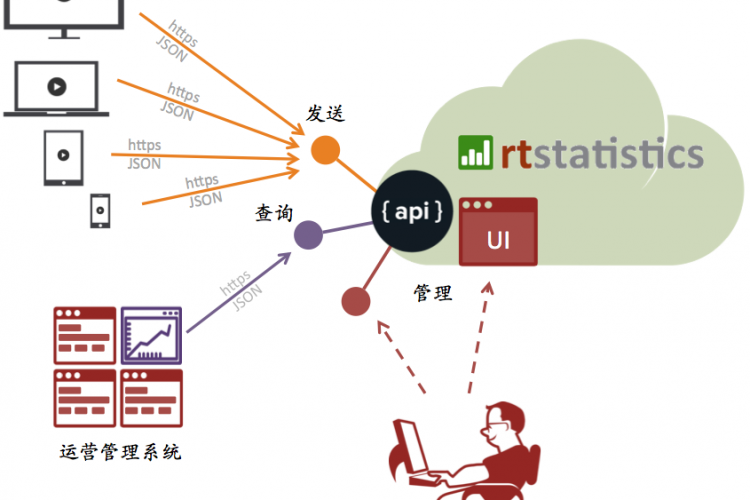 https
JSON
https
JSON
发送
https
JSON
rtstatistics
https
JSON
查询
{ api }
UI
https
JSON
管理
运营管理系统